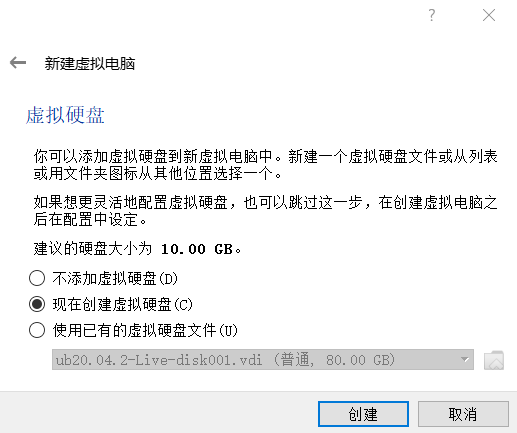 ?
新建虚拟电脑
虚拟硬盘
你可以添加虚拟硬盘到新虚拟电脑中。新建一个虚拟硬盘文件或从列表
或用文件夹图标从其他位置选择一个。
如果想更灵活地配置虚拟硬盘，也可以跳过这一步，在创建虚拟电脑之
后在配置中设定。
建议的硬盘大小为 10.00 GB。
不添加虚拟硬盘(D)
现在创建虚拟硬盘(C)
使用已有的虚拟硬盘文件(U)
ub20.04.2-Live-disk001.vdi (普通, 80.00 GB)
创建
取消